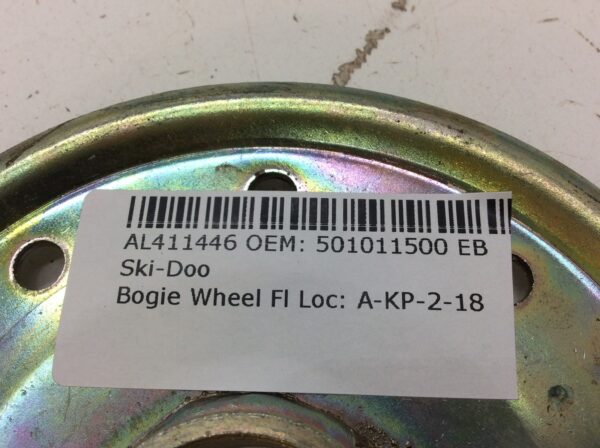 AL411446 OEM: 501011500 EB
Ski-Doo
Bogie Wheel Fl Loc: A-KP-2-18